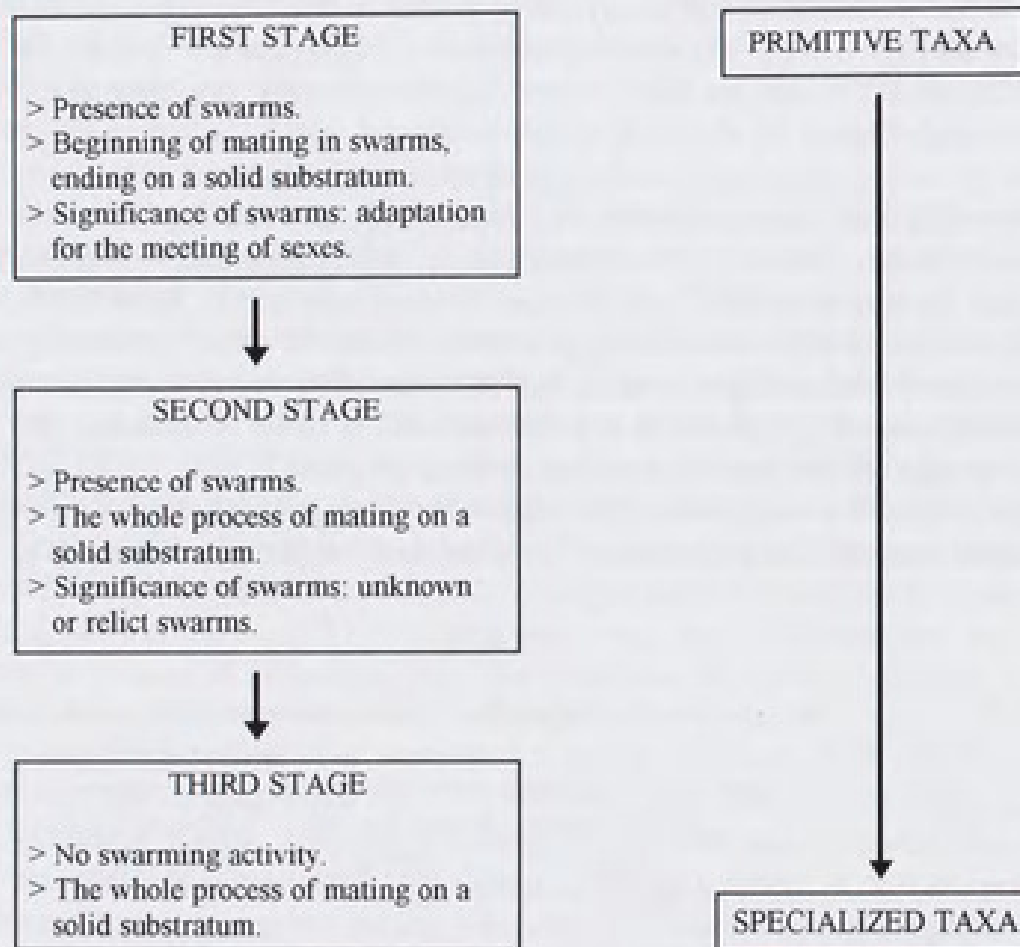 FIRST STAGE
> Presence of swarms.
> Beginning of mating in swarms,
ending on a solid substratum.
> Significance of swarms: adaptation
for the meeting of sexes.
SECOND STAGE
> Presence of swarms.
> The whole process of mating on a
solid substratum.
> Significance of swarms: unknown
or relict swarms.
THIRD STAGE
> No swarming activity.
> The whole process of mating on a
solid substratum.
PRIMITIVE TAXA
SPECIALIZED TAXA